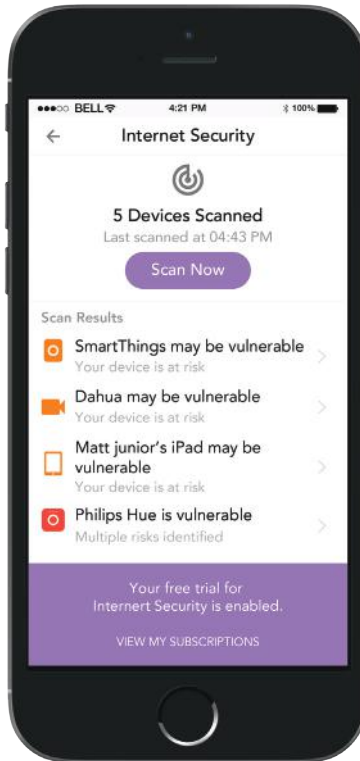 BELL 4:21 PM 100%
Internet Security
5 Devices Scanned
Last scanned at 04:43 PM
Scan Now
Scan Results
SmartThings may be vulnerable
Your device is at risk
Dahua may be vulnerable
Your device is at risk
Matt junior's iPad may be
vulnerable
Your device is at risk
Philips Hue is vulnerable
Multiple risks identified
Your free trial for
Internert Security is enabled.
VIEW MY SUBSCRIPTIONS